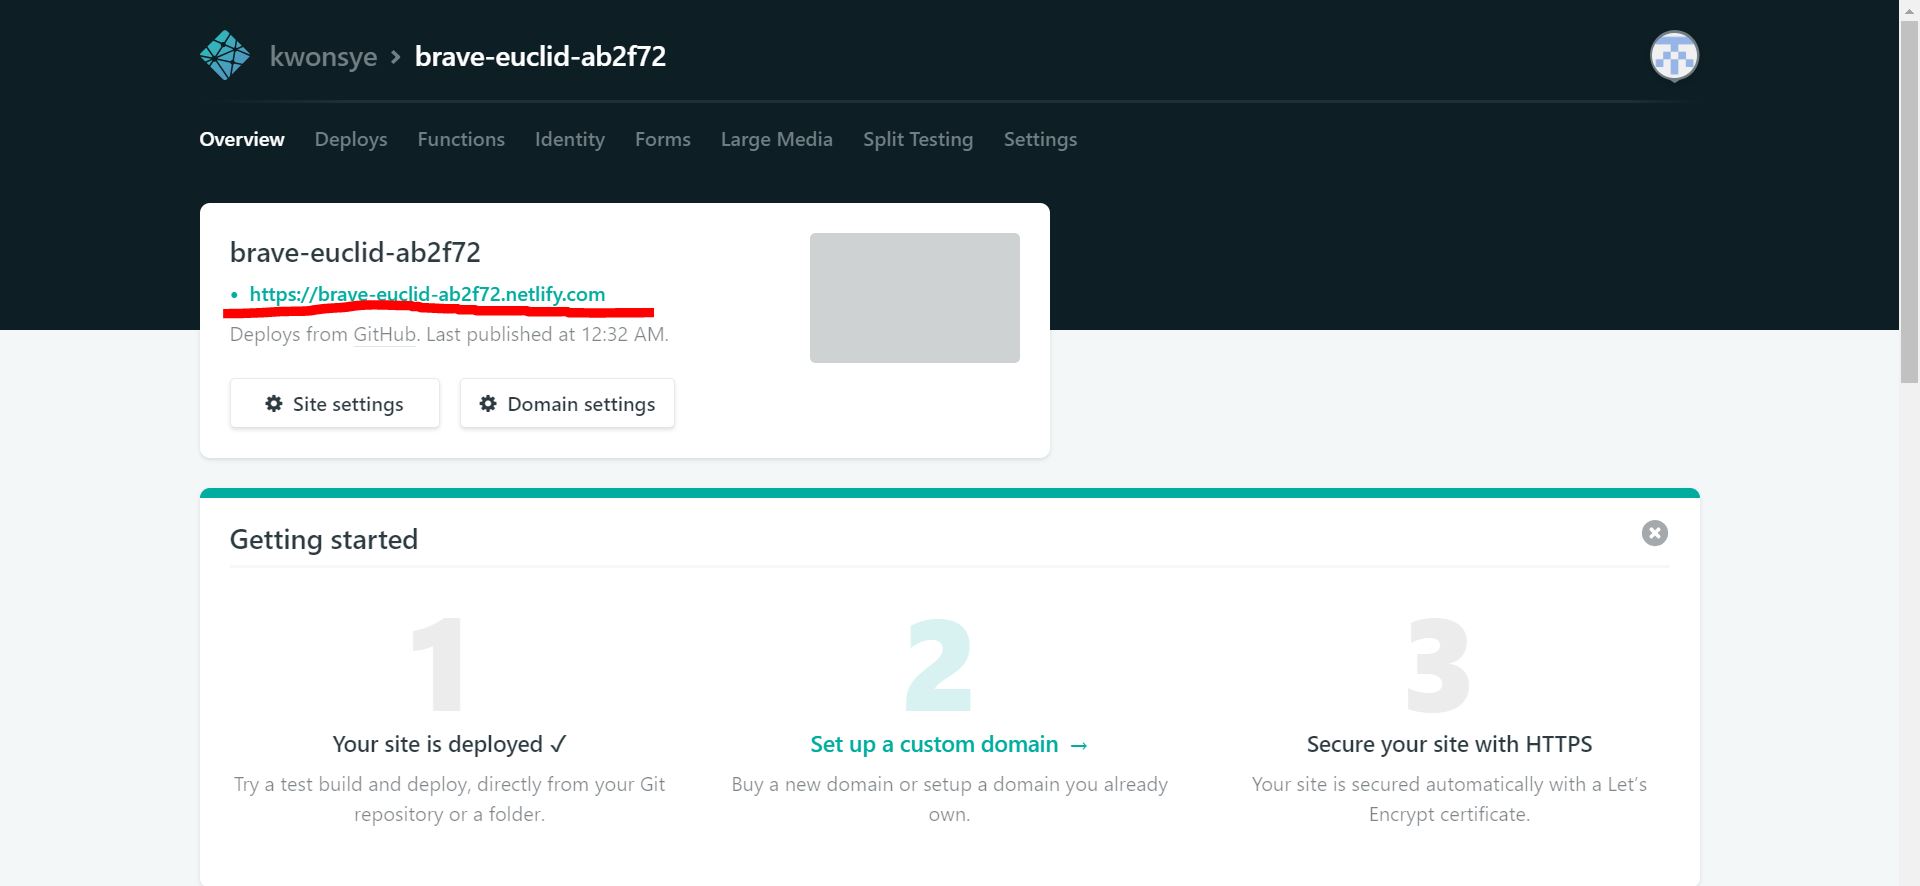 kwonsye > brave-euclid-ab2f72
Overview Deploys Functions Identity Forms Large Media Split Testing Settings
brave-euclid-ab2f72
• https://brave-euclid-ab2f72.netlify.com
Deploys from GitHub. Last published at 12:32 AM.
Site settings Domain settings
Getting started
1
Your site is deployed ✓
Try a test build and deploy, directly from your Git
repository or a folder.
2
Set up a custom domain →
Buy a new domain or setup a domain you already
own.
3
Secure your site with HTTPS
Your site is secured automatically with a Let’s
Encrypt certificate.